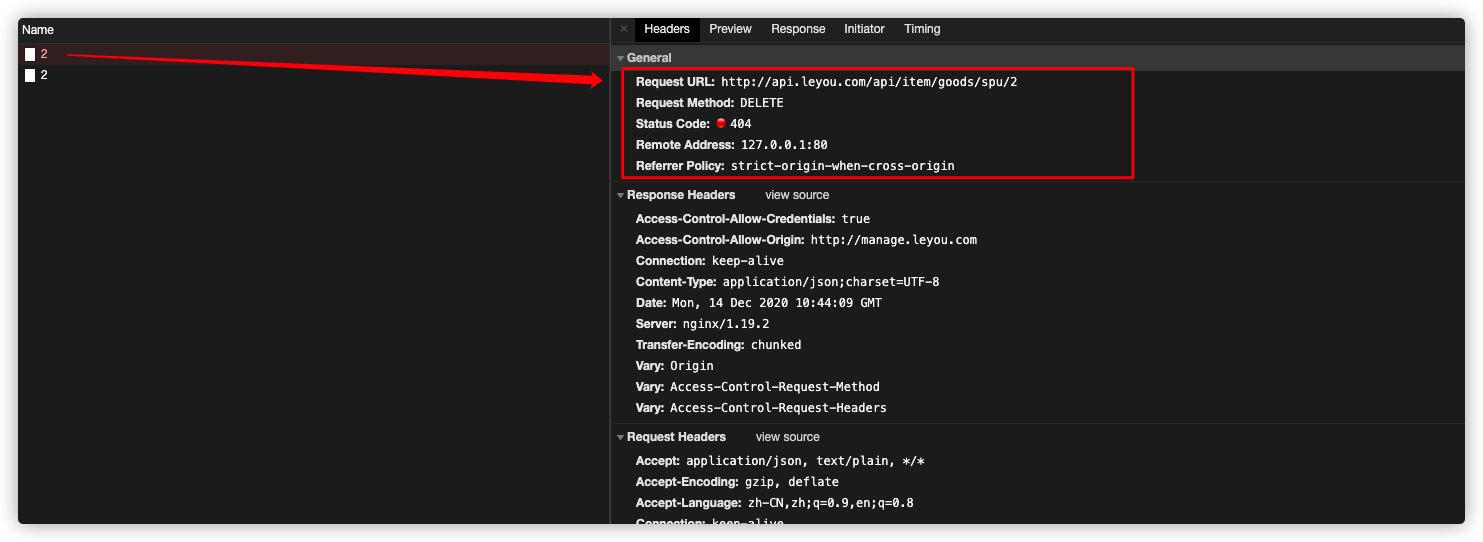 Name
2
2
× Headers Preview Response Initiator Timing
General
Request URL: http://api.leyou.com/api/item/goods/spu/2
Request Method: DELETE
Status Code: 404
Remote Address: 127.0.0.1:80
Referrer Policy: strict-origin-when-cross-origin
Response Headers view source
Access-Control-Allow-Credentials: true
Access-Control-Allow-Origin: http://manage.leyou.com
Connection: keep-alive
Content-Type: application/json;charset=UTF-8
Date: Mon, 14 Dec 2020 10:44:09 GMT
Server: nginx/1.19.2
Transfer-Encoding: chunked
Vary: Origin
Vary: Access-Control-Request-Method
Vary: Access-Control-Request-Headers
Request Headers view source
Accept: application/json, text/plain, */*
Accept-Encoding: gzip, deflate
Accept-Language: zh-CN,zh;q=0.9,en;q=0.8
Connection: keep-alive